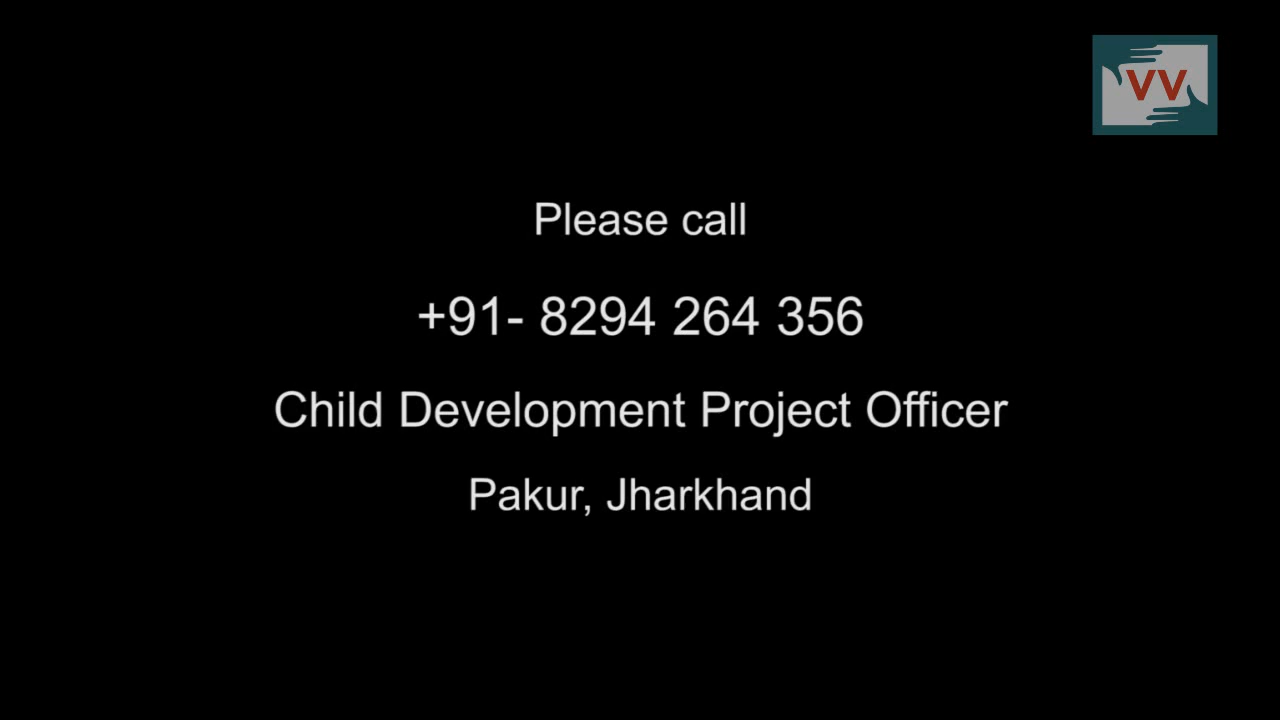 VV
Please call
+91- 8294 264 356
Child Development Project Officer
Pakur, Jharkhand